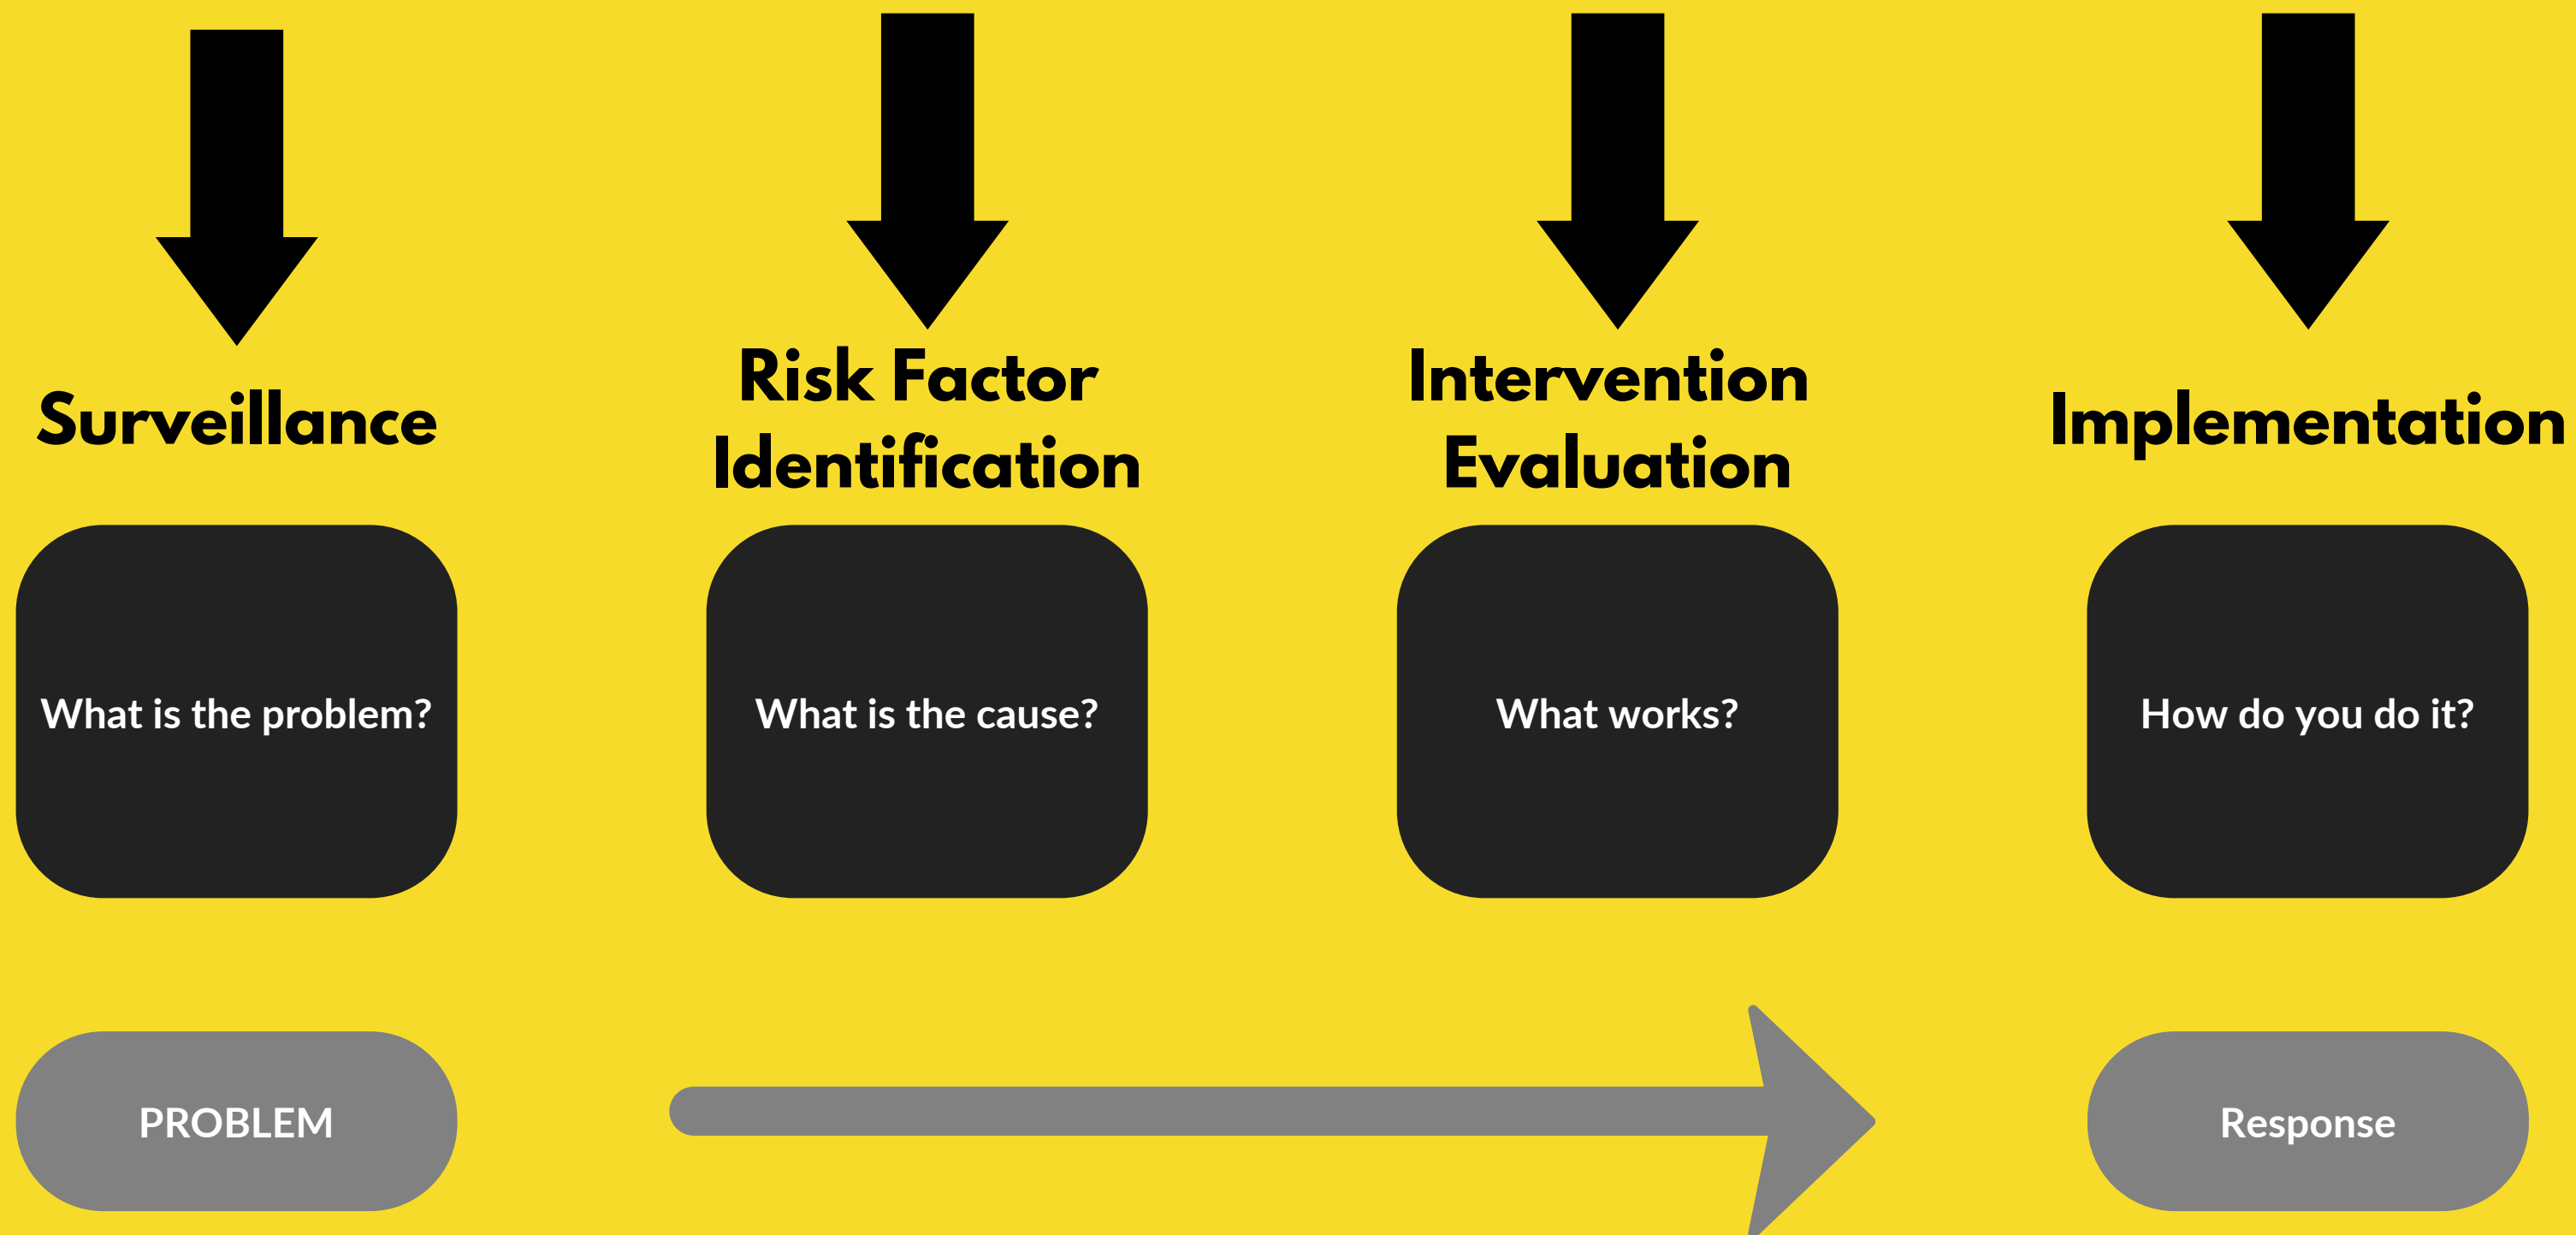 Surveillance
Risk Factor
Identification
Intervention
Evaluation
Implementation
What is the problem?
What is the cause?
What works?
How do you do it?
PROBLEM
Response